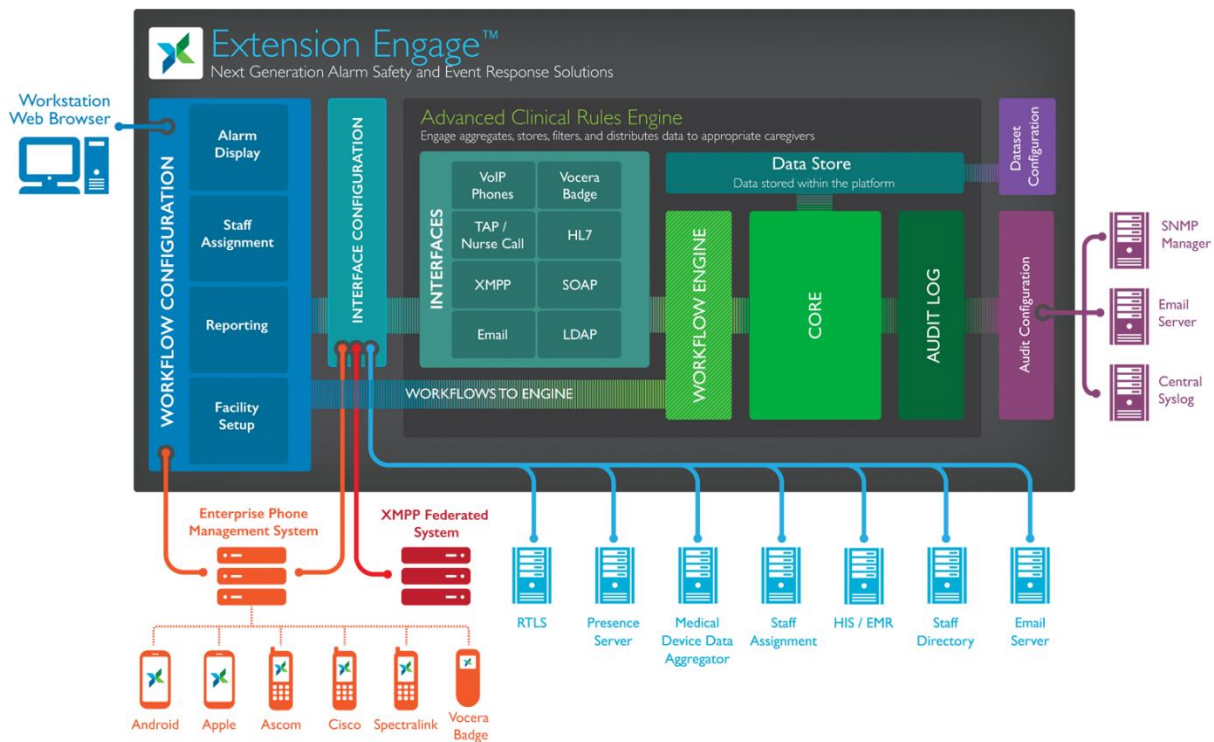 Extension Engage™
Next Generation Alarm Safety and Event Response Solutions
Workstation
Web Browser
WORKFLOW CONFIGURATION
Alarm
Display
Staff
Assignment
Reporting
Facility
Setup
INTERFACE CONFIGURATION
Advanced Clinical Rules Engine
Engage aggregates, stores, filters, and distributes data to appropriate caregivers
INTERFACES
VoIP
Phones
Vocera
Badge
TAP /
Nurse Call
HL7
XMPP
SOAP
Email
LDAP
Data Store
Data stored within the platform
WORKFLOW ENGINE
CORE
AUDIT LOG
WORKFLOWS TO ENGINE
Dataset
Configuration
Audit Configuration
SNMP
Manager
Email
Server
Central
Syslog
Enterprise Phone
Management System
XMPP Federated
System
RTLS
Presence
Server
Medical
Device Data
Aggregator
Staff
Assignment
HIS / EMR
Staff
Directory
Email
Server
Android
Apple
Ascom
Cisco
Spectralink
Vocera
Badge